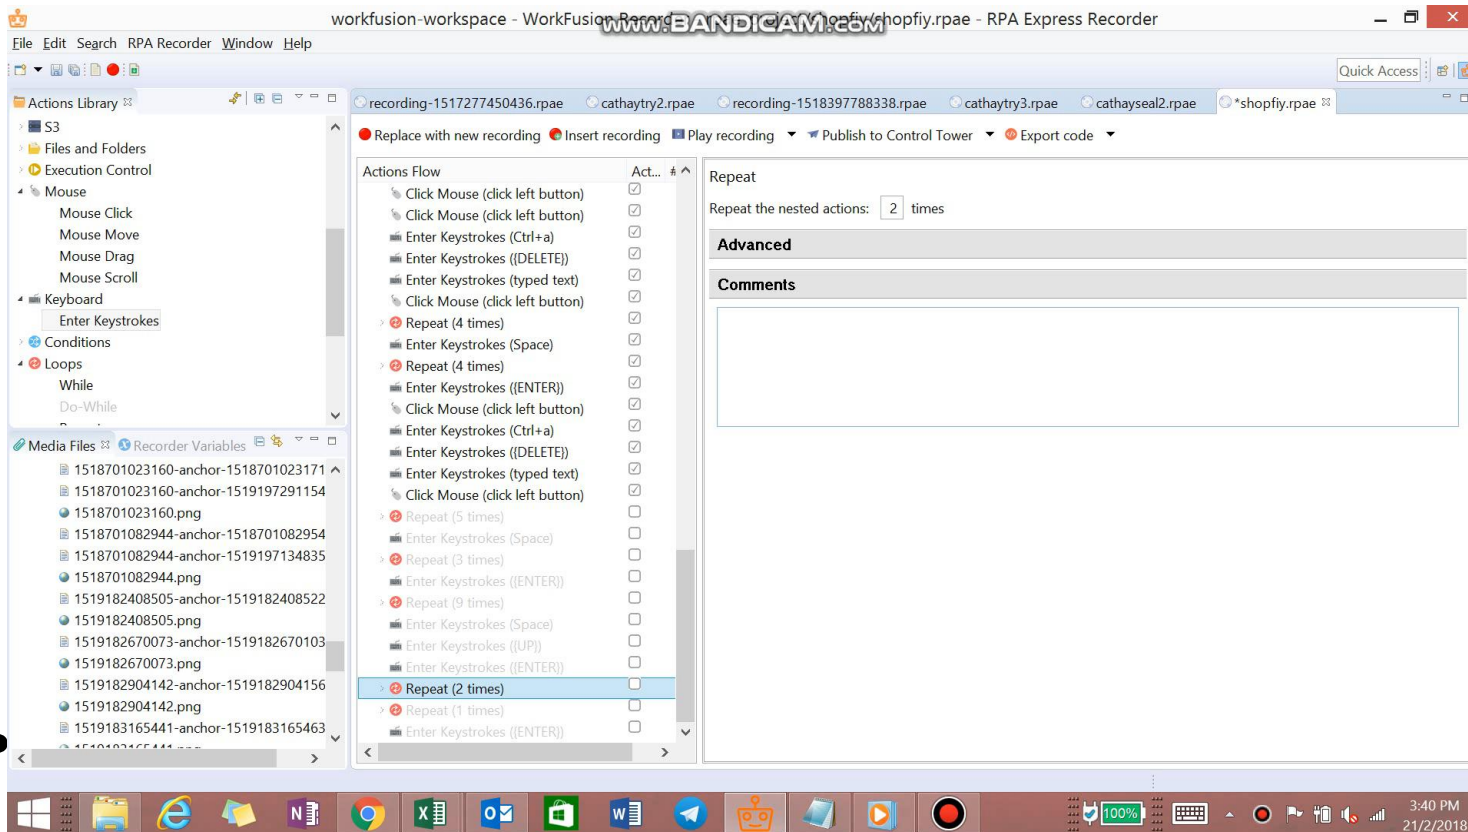 workfusion-workspace - WorkFusion Recorder - shopfiy/shopfiy.rpae - RPA Express Recorder
www.BANDICAM.COM
File Edit Search RPA Recorder Window Help
Quick Access
Actions Library
S3
Files and Folders
Execution Control
Mouse
Mouse Click
Mouse Move
Mouse Drag
Mouse Scroll
Keyboard
Enter Keystrokes
Conditions
Loops
While
Do-While
Media Files Recorder Variables
1518701023160-anchor-1518701023171
1518701023160-anchor-1519197291154
1518701023160.png
1518701082944-anchor-1518701082954
1518701082944-anchor-1519197134835
1518701082944.png
1519182408505-anchor-1519182408522
1519182408505.png
1519182670073-anchor-1519182670103
1519182670073.png
1519182904142-anchor-1519182904156
1519182904142.png
1519183165441-anchor-1519183165463
1519183165441.png
recording-1517277450436.rpae cathaytry2.rpae recording-1518397788338.rpae cathaytry3.rpae cathayseal2.rpae *shopfiy.rpae
Replace with new recording Insert recording Play recording Publish to Control Tower Export code
Actions Flow Act... #
Click Mouse (click left button)
Click Mouse (click left button)
Enter Keystrokes (Ctrl+a)
Enter Keystrokes ({DELETE})
Enter Keystrokes (typed text)
Click Mouse (click left button)
Repeat (4 times)
Enter Keystrokes (Space)
Repeat (4 times)
Enter Keystrokes ({ENTER})
Click Mouse (click left button)
Enter Keystrokes (Ctrl+a)
Enter Keystrokes ({DELETE})
Enter Keystrokes (typed text)
Click Mouse (click left button)
Repeat (5 times)
Enter Keystrokes (Space)
Repeat (3 times)
Enter Keystrokes ({ENTER})
Repeat (9 times)
Enter Keystrokes (Space)
Enter Keystrokes ({UP})
Enter Keystrokes ({ENTER})
Repeat (2 times)
Repeat (1 times)
Enter Keystrokes ({ENTER})
Repeat
Repeat the nested actions: 2 times
Advanced
Comments
100%
3:40 PM
21/2/2018